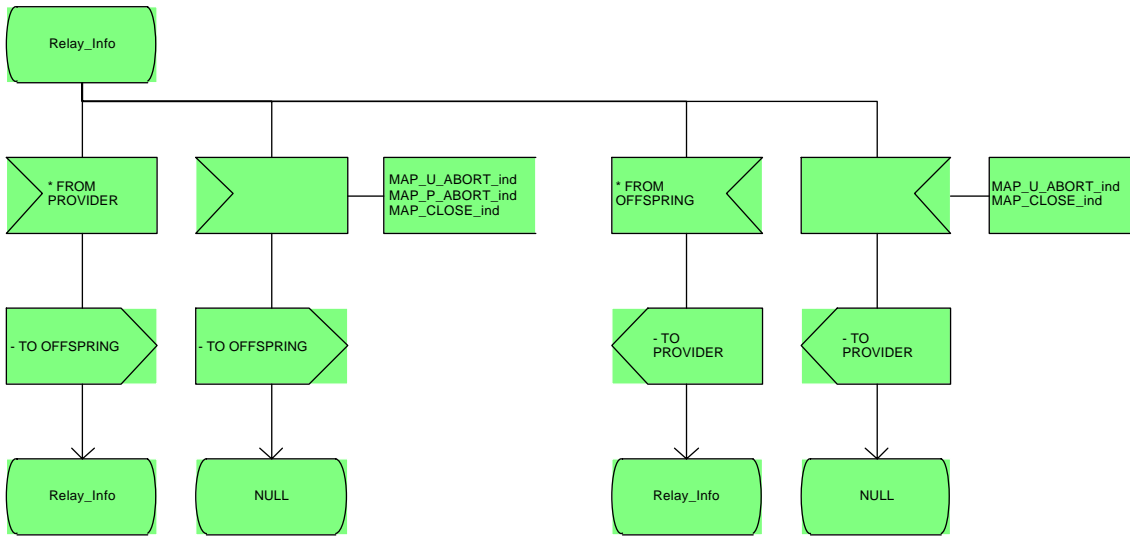 Relay_Info
* FROM
PROVIDER
MAP_U_ABORT_ind
MAP_P_ABORT_ind
MAP_CLOSE_ind
* FROM
OFFSPRING
MAP_U_ABORT_ind
MAP_CLOSE_ind
- TO OFFSPRING
- TO OFFSPRING
- TO
PROVIDER
- TO
PROVIDER
Relay_Info
NULL
Relay_Info
NULL